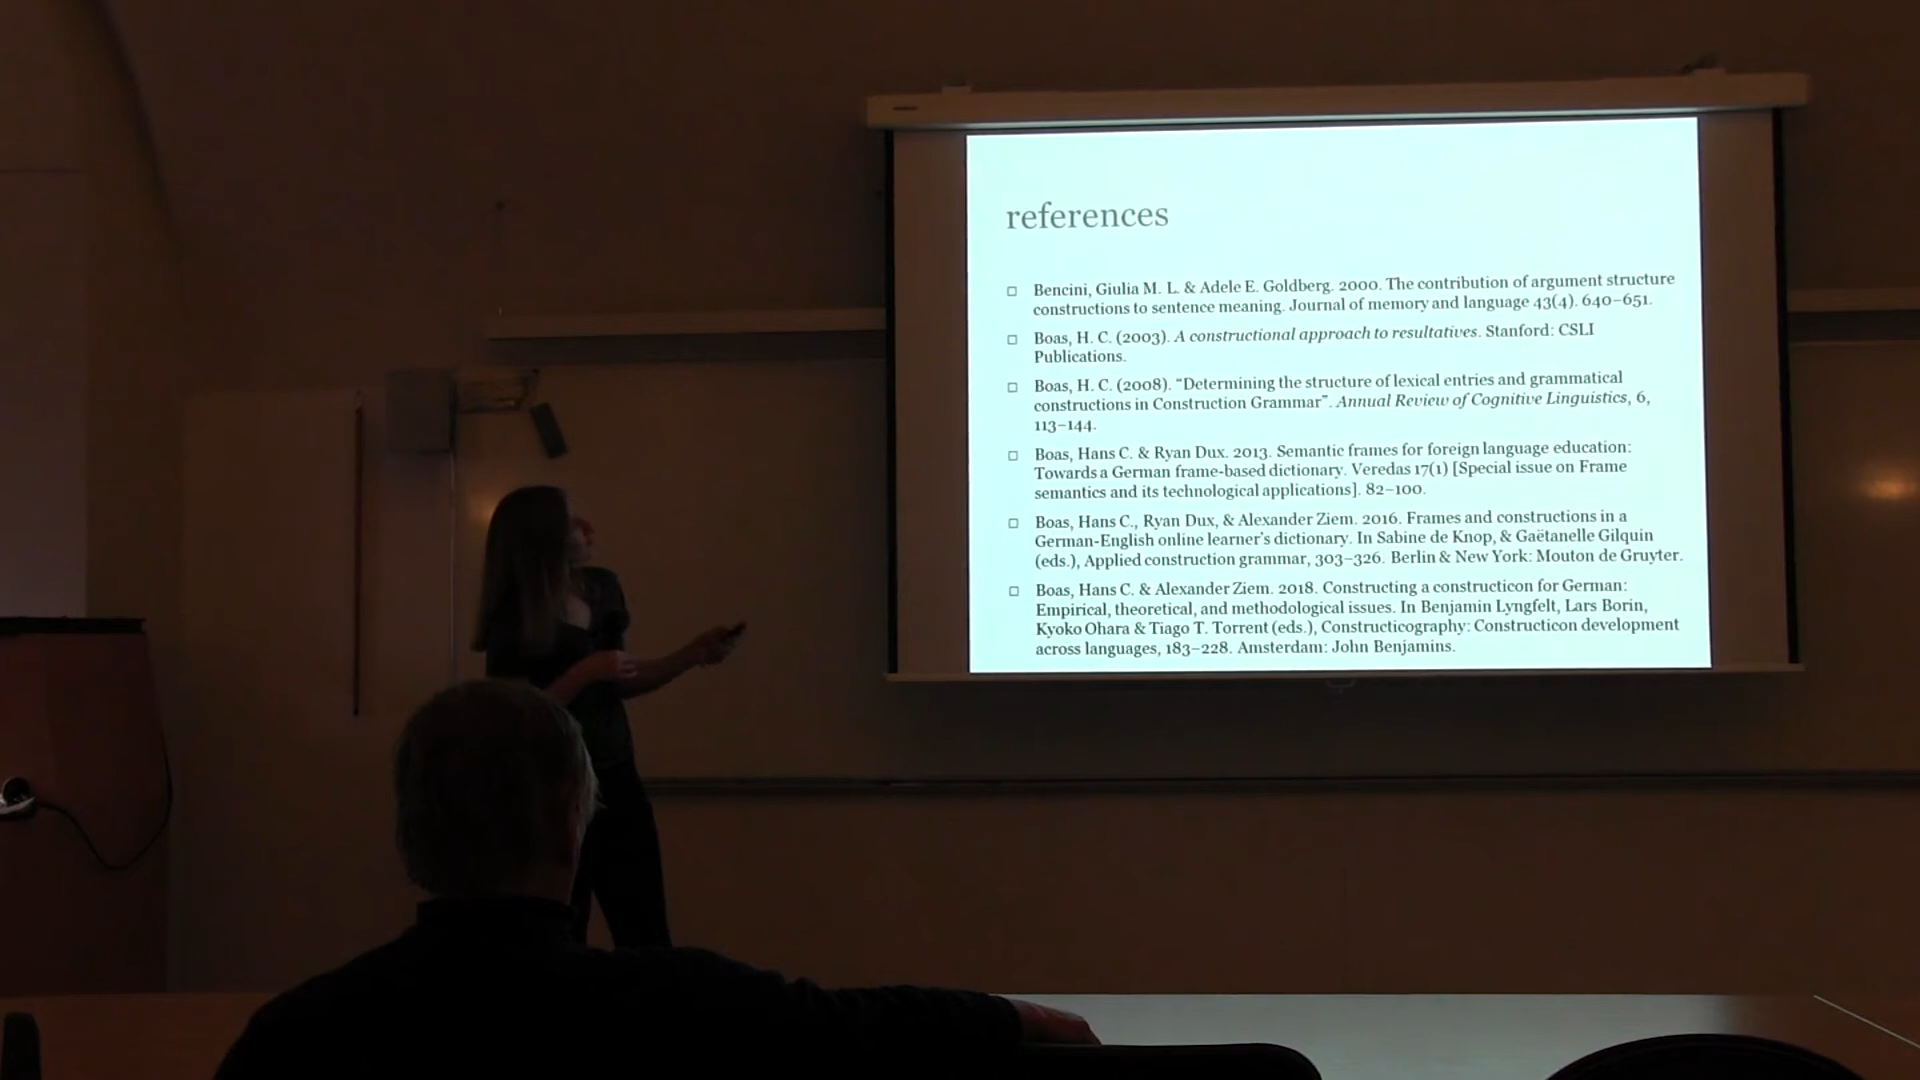 references
Bencini, Giulia M. L. & Adele E. Goldberg. 2000. The contribution of argument structure
constructions to sentence meaning. Journal of memory and language 43(4). 640–651.
Boas, H. C. (2003). A constructional approach to resultatives. Stanford: CSLI
Publications.
Boas, H. C. (2008). “Determining the structure of lexical entries and grammatical
constructions in Construction Grammar”. Annual Review of Cognitive Linguistics, 6,
113–144.
Boas, Hans C. & Ryan Dux. 2013. Semantic frames for foreign language education:
Towards a German frame-based dictionary. Veredas 17(1) [Special issue on Frame
semantics and its technological applications]. 82–100.
Boas, Hans C., Ryan Dux, & Alexander Ziem. 2016. Frames and constructions in a
German-English online learner's dictionary. In Sabine de Knop, & Gaëtanelle Gilquin
(eds.), Applied construction grammar, 303–326. Berlin & New York: Mouton de Gruyter.
Boas, Hans C. & Alexander Ziem. 2018. Constructing a constructicon for German:
Empirical, theoretical, and methodological issues. In Benjamin Lyngfelt, Lars Borin,
Kyoko Ohara & Tiago T. Torrent (eds.), Constructicography: Constructicon development
across languages, 183–228. Amsterdam: John Benjamins.